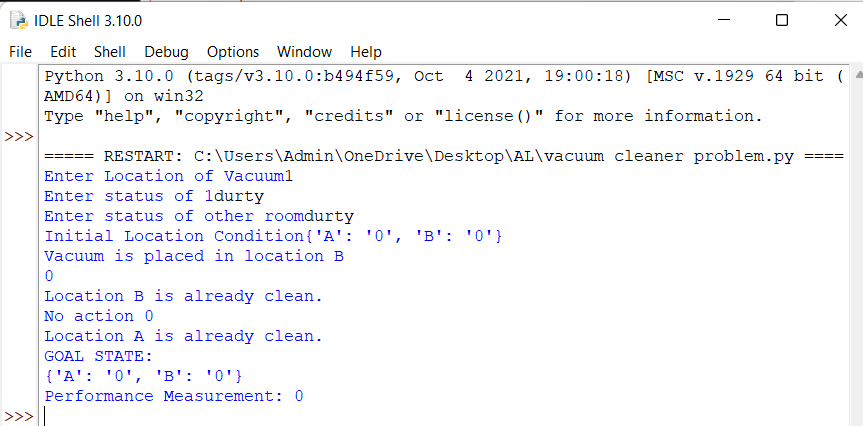 IDLE Shell 3.10.0
File Edit Shell Debug Options Window Help
Python 3.10.0 (tags/v3.10.0:b494f59, Oct  4 2021, 19:00:18) [MSC v.1929 64 bit (
AMD64)] on win32
Type "help", "copyright", "credits" or "license()" for more information.
>>>
===== RESTART: C:\Users\Admin\OneDrive\Desktop\AL\vacuum cleaner problem.py ====
Enter Location of Vacuum1
Enter status of 1durty
Enter status of other roomdurty
Initial Location Condition{'A': '0', 'B': '0'}
Vacuum is placed in location B
0
Location B is already clean.
No action 0
Location A is already clean.
GOAL STATE:
{'A': '0', 'B': '0'}
Performance Measurement: 0
>>>